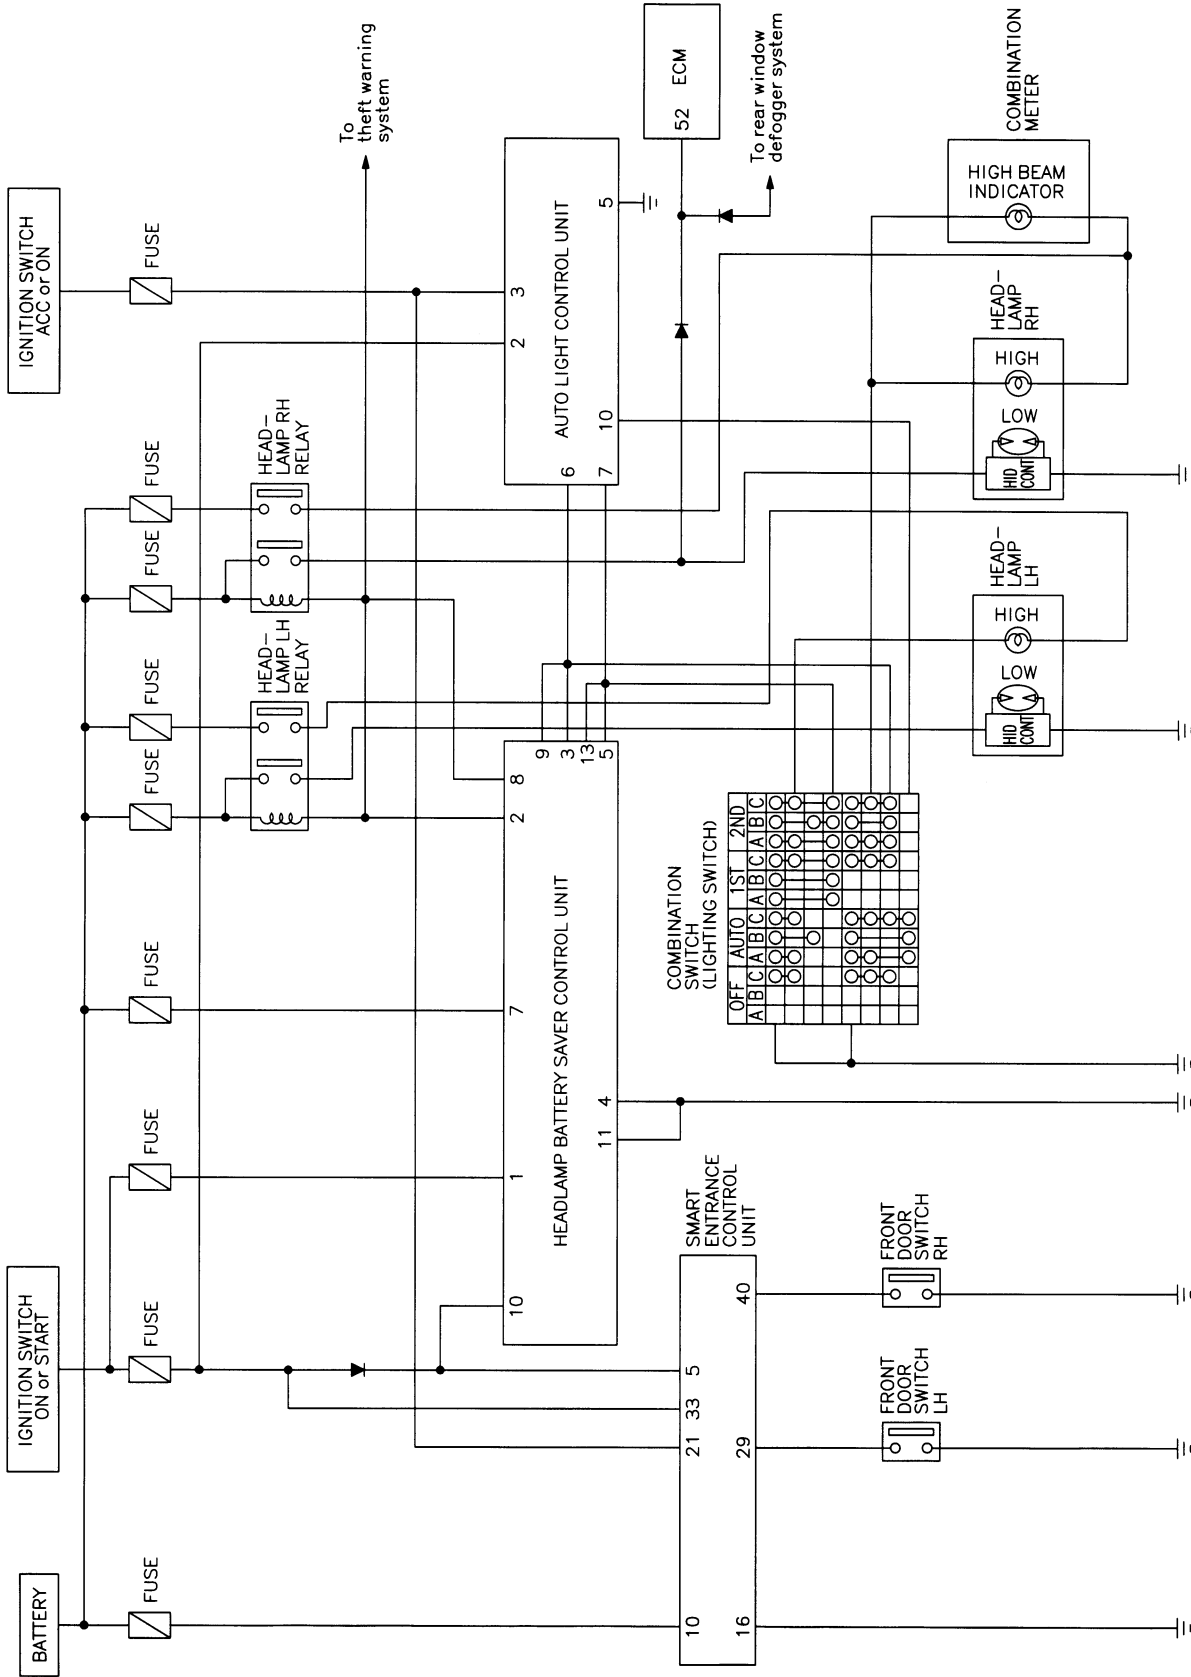 BATTERY
IGNITION SWITCH
ON or START
IGNITION SWITCH
ACC or ON
FUSE
FUSE
FUSE
FUSE
FUSE
FUSE
FUSE
FUSE
FUSE
HEAD-
LAMP LH
RELAY
HEAD-
LAMP RH
RELAY
To
theft warning
system
HEADLAMP BATTERY SAVER CONTROL UNIT
10
1
7
2
8
9
3
13
5
11
4
AUTO LIGHT CONTROL UNIT
2
3
6
7
10
5
ECM
52
To rear window
defogger system
SMART
ENTRANCE
CONTROL
UNIT
10
21
33
5
16
29
40
COMBINATION
SWITCH
(LIGHTING SWITCH)
OFF AUTO 1ST 2ND
A B C A B C A B C A B C
FRONT
DOOR
SWITCH
LH
FRONT
DOOR
SWITCH
RH
HEAD-
LAMP
LH
HIGH
LOW
HID
CONT
HEAD-
LAMP
RH
HIGH
LOW
HID
CONT
COMBINATION
METER
HIGH BEAM
INDICATOR